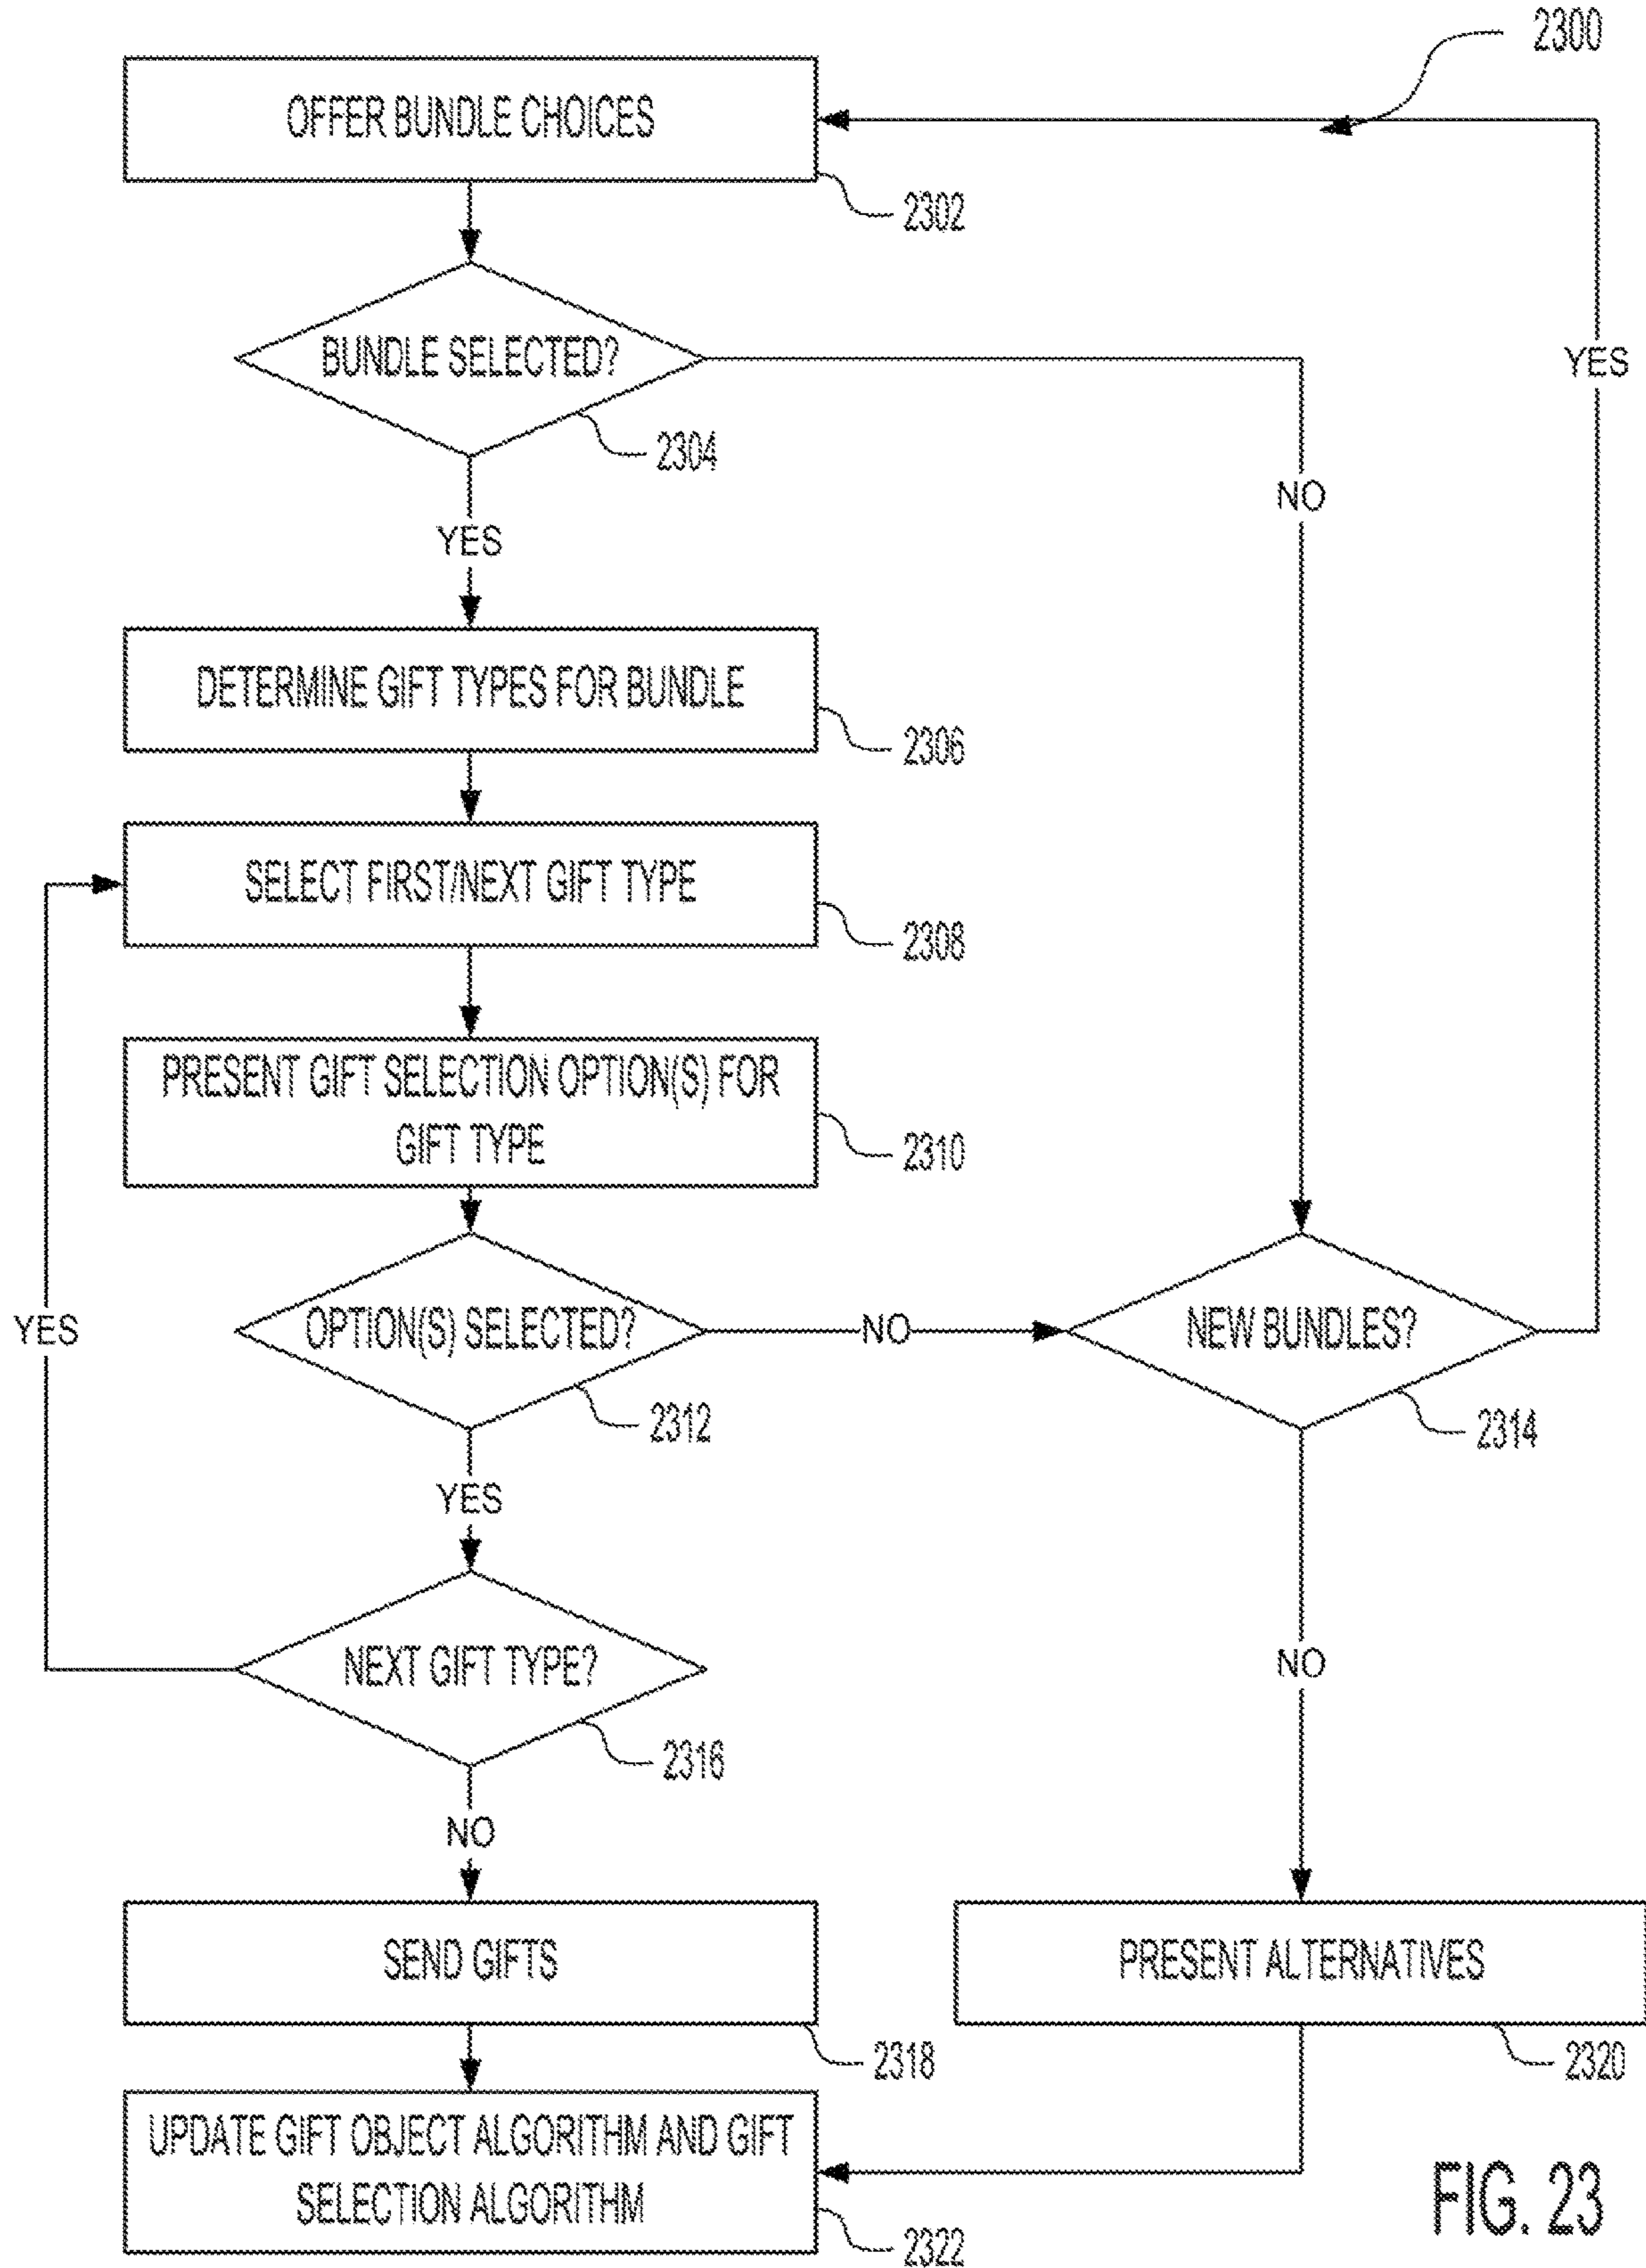 2300
OFFER BUNDLE CHOICES
2302
BUNDLE SELECTED?
YES
2304
NO
YES
DETERMINE GIFT TYPES FOR BUNDLE
2306
SELECT FIRST/NEXT GIFT TYPE
2308
PRESENT GIFT SELECTION OPTION(S) FOR
GIFT TYPE
2310
YES
OPTION(S) SELECTED?
NO
NEW BUNDLES?
2312
2314
YES
NEXT GIFT TYPE?
NO
2316
NO
SEND GIFTS
PRESENT ALTERNATIVES
2318
2320
UPDATE GIFT OBJECT ALGORITHM AND GIFT
SELECTION ALGORITHM
2322
FIG. 23